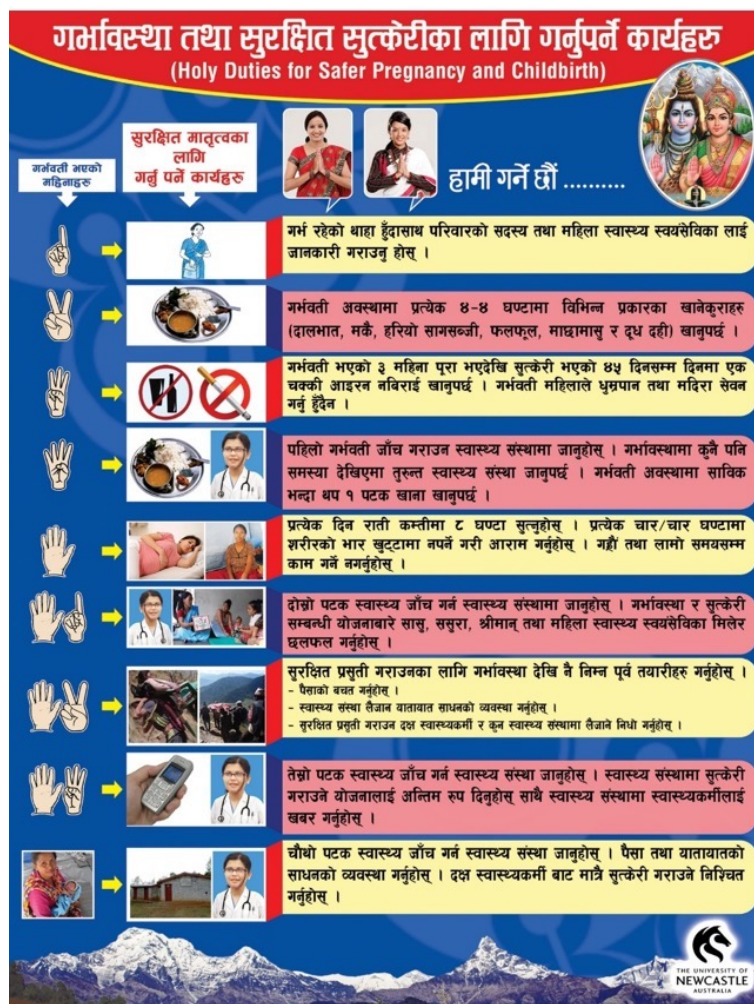 गर्भावस्था तथा सुरक्षित सुत्केरीका लागि गर्नुपर्ने कार्यहरु
(Holy Duties for Safer Pregnancy and Childbirth)
गर्भवती भएको
महिनाहरु
सुरक्षित मातृत्वका
लागि
गर्नु पर्ने कार्यहरु
हामी गर्ने छौं ..........
गर्भ रहेको थाहा हुँदासाथ परिवारको सदस्य तथा महिला स्वास्थ्य स्वयंसेविका लाई
जानकारी गराउनु होस् ।
गर्भवती अवस्थामा प्रत्येक ४-४ घण्टामा विभिन्न प्रकारका खानेकुराहरु
(दालभात, मकै, हरियो सागसब्जी, फलफूल, माछामासु र दूध दही) खानुपर्छ ।
गर्भवती भएको ३ महिना पूरा भएदेखि सुत्केरी भएको ४५ दिनसम्म दिनमा एक
चक्की आइरन नबिराई खानुपर्छ । गर्भवती महिलाले धुम्रपान तथा मदिरा सेवन
गर्नु हुँदैन ।
पहिलो गर्भवती जाँच गराउन स्वास्थ्य संस्थामा जानुहोस् । गर्भावस्थामा कुनै पनि
समस्या देखिएमा तुरुन्त स्वास्थ्य संस्था जानुपर्छ । गर्भवती अवस्थामा साविक
भन्दा थप १ पटक खाना खानुपर्छ ।
प्रत्येक दिन राती कम्तीमा ८ घण्टा सुत्नुहोस् । प्रत्येक चार/चार घण्टामा
शरीरको भार खुट्टामा नपर्ने गरी आराम गर्नुहोस् । गह्रौं तथा लामो समयसम्म
काम गर्ने नगर्नुहोस् ।
दोस्रो पटक स्वास्थ्य जाँच गर्न स्वास्थ्य संस्थामा जानुहोस् । गर्भावस्था र सुत्केरी
सम्बन्धी योजनाबारे सासु, ससुरा, श्रीमान् तथा महिला स्वास्थ्य स्वयंसेविका मिलेर
छलफल गर्नुहोस् ।
सुरक्षित प्रसुती गराउनका लागि गर्भावस्था देखि नै निम्न पूर्व तयारीहरु गर्नुहोस् ।
- पैसाको बचत गर्नुहोस् ।
- स्वास्थ्य संस्था लैजान यातायात साधनको व्यवस्था गर्नुहोस् ।
- सुरक्षित प्रसुती गराउन दक्ष स्वास्थ्यकर्मी र कुन स्वास्थ्य संस्थामा लैजाने निधो गर्नुहोस् ।
तेस्रो पटक स्वास्थ्य जाँच गर्न स्वास्थ्य संस्था जानुहोस् । स्वास्थ्य संस्थामा सुत्केरी
गराउने योजनालाई अन्तिम रुप दिनुहोस् साथै स्वास्थ्य संस्थामा स्वास्थ्यकर्मीलाई
खबर गर्नुहोस् ।
चौथो पटक स्वास्थ्य जाँच गर्न स्वास्थ्य संस्था जानुहोस् । पैसा तथा यातायातको
साधनको व्यवस्था गर्नुहोस् । दक्ष स्वास्थ्यकर्मी बाट मात्रै सुत्केरी गराउने निश्चित
गर्नुहोस् ।
THE UNIVERSITY OF
NEWCASTLE
AUSTRALIA